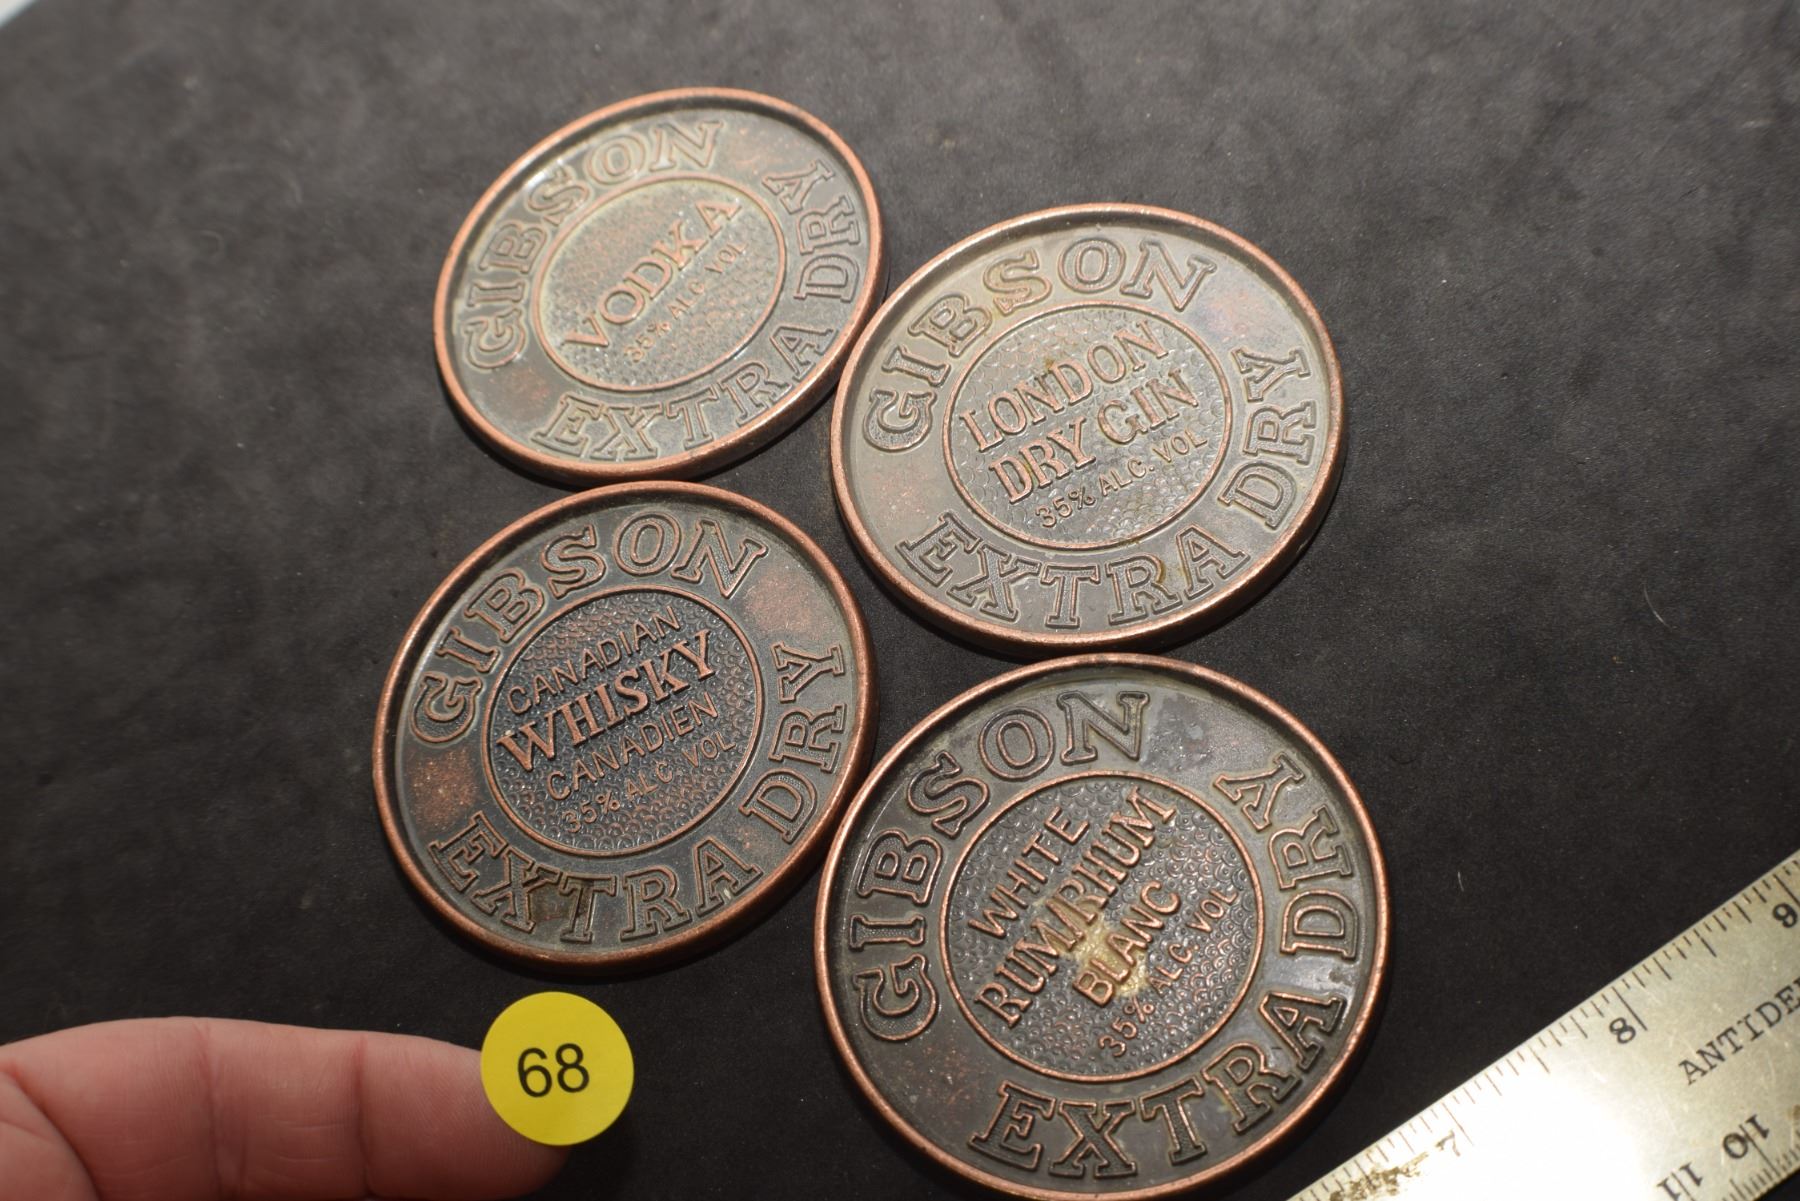 GIBSON
VODKA
35% ALC. VOL
EXTRA DRY
GIBSON
LONDON
DRY GIN
35% ALC. VOL
EXTRA DRY
GIBSON
CANADIAN
WHISKY
CANADIEN
35% ALC. VOL
EXTRA DRY
GIBSON
WHITE
RUM/RHUM
BLANC
35% ALC. VOL
EXTRA DRY
68
7
8
9
ANTIDE
10
11